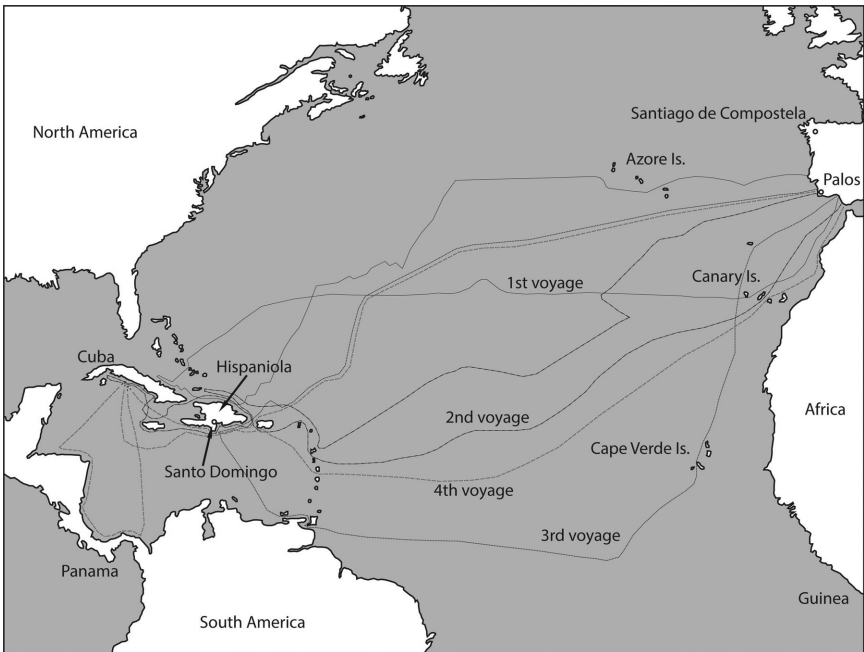 Santiago de Compostela
North America
Azore Is.
Palos
Canary Is.
1st voyage
Cuba
Hispaniola
Africa
2nd voyage
Cape Verde Is.
Santo Domingo
4th voyage
3rd voyage
Panama
Guinea
South America